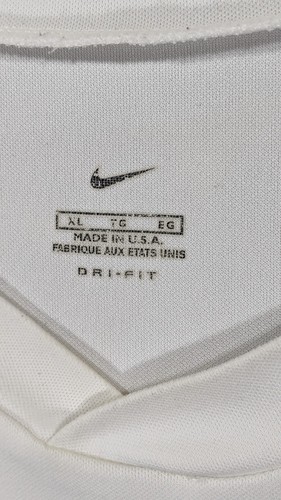 XL TG EG
MADE IN U.S.A.
FABRIQUE AUX ETATS UNIS
DRI-FIT